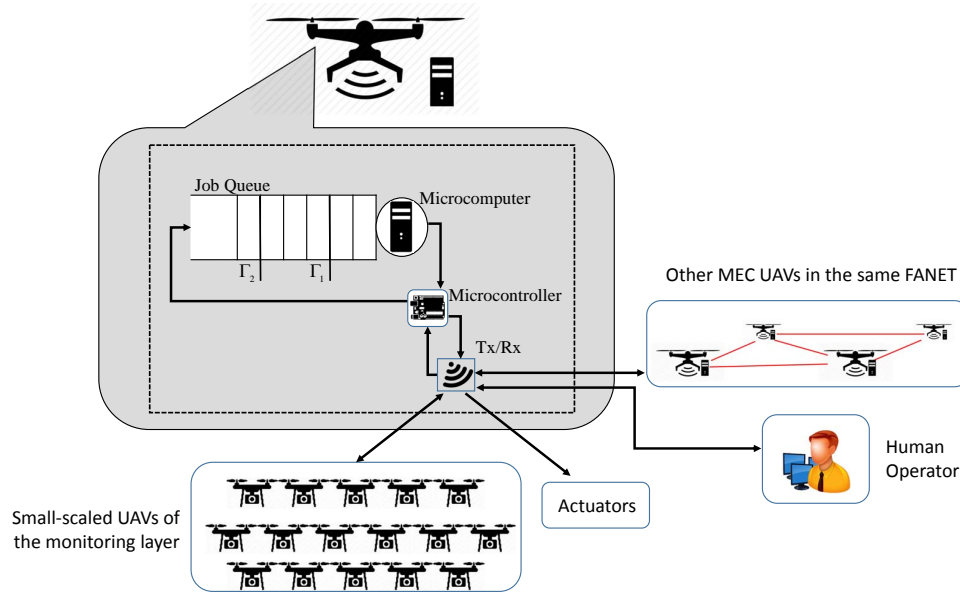 Job Queue
Microcomputer
Γ2
Γ1
Microcontroller
Tx/Rx
Other MEC UAVs in the same FANET
Human
Operator
Actuators
Small-scaled UAVs of
the monitoring layer